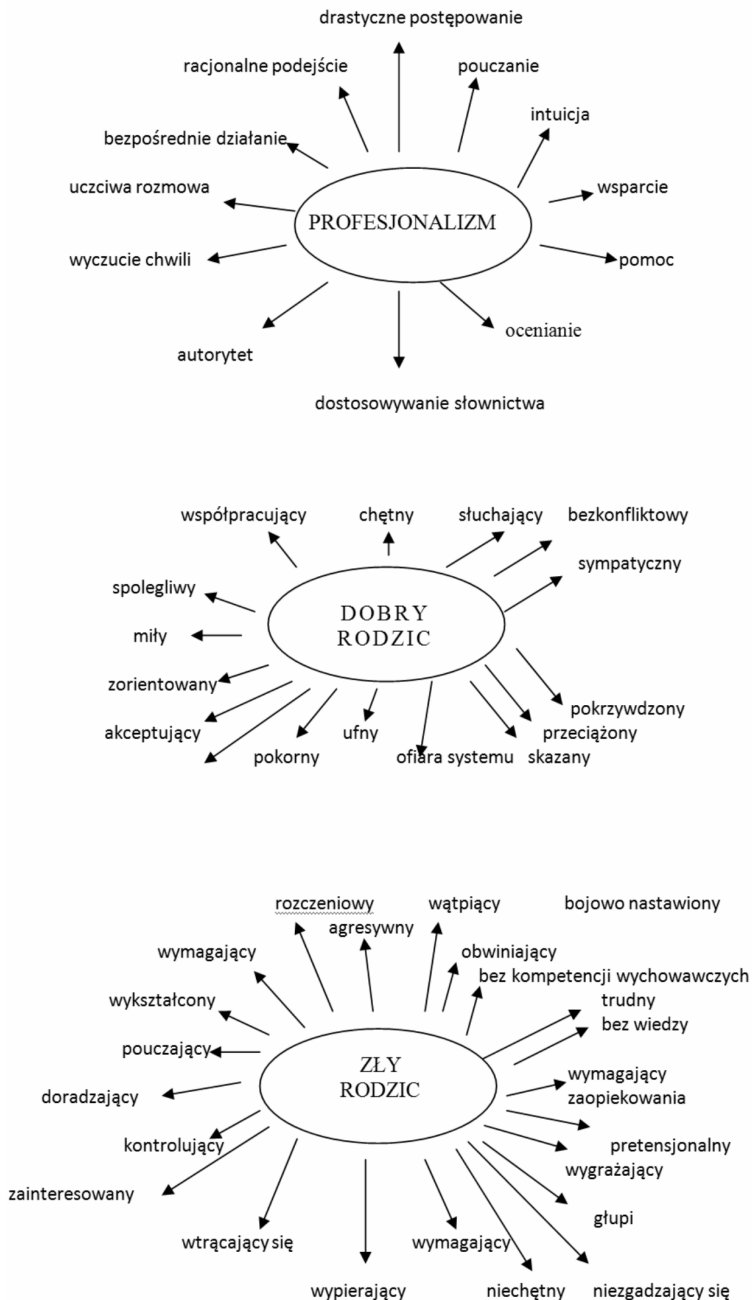 drastyczne postępowanie
racjonalne podejście
pouczanie
intuicja
bezpośrednie działanie
uczciwa rozmowa
wsparcie
PROFESJONALIZM
wyczucie chwili
pomoc
ocenianie
autorytet
dostosowywanie słownictwa
współpracujący
chętny
słuchający
bezkonfliktowy
sympatyczny
spolegliwy
DOBRY
RODZIC
miły
zorientowany
pokrzywdzony
akceptujący
ufny
przeciążony
pokorny
ofiara systemu
skazany
rozczeniowy
wątpiący
bojowo nastawiony
agresywny
wymagający
obwiniający
bez kompetencji wychowawczych
wykształcony
trudny
bez wiedzy
pouczający
ZŁY
RODZIC
wymagający
zaopiekowania
doradzający
kontrolujący
pretensjonalny
wygrażający
zainteresowany
głupi
wtrącający się
wymagający
wypierający
niechętny
niezgadzający się